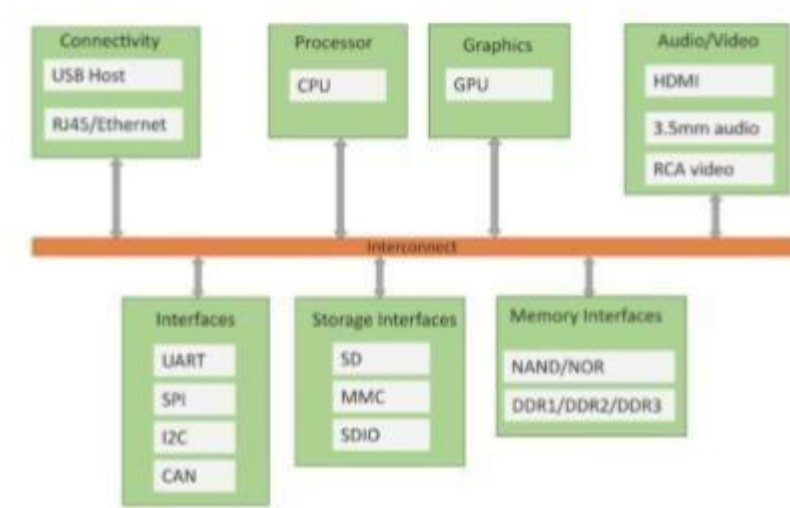 Connectivity
USB Host
RJ45/Ethernet
Processor
CPU
Graphics
GPU
Audio/Video
HDMI
3.5mm audio
RCA video
Interconnect
Interfaces
UART
SPI
I2C
CAN
Storage Interfaces
SD
MMC
SDIO
Memory Interfaces
NAND/NOR
DDR1/DDR2/DDR3